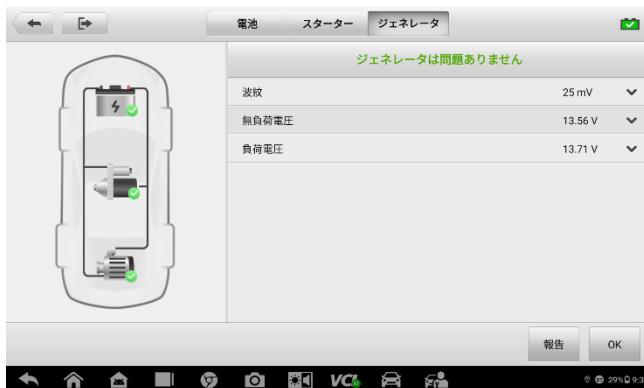 電池 スターター ジェネレータ
ジェネレータは問題ありません
波紋 25 mV
無負荷電圧 13.56 V
負荷電圧 13.71 V
報告 OK
VCI 29%